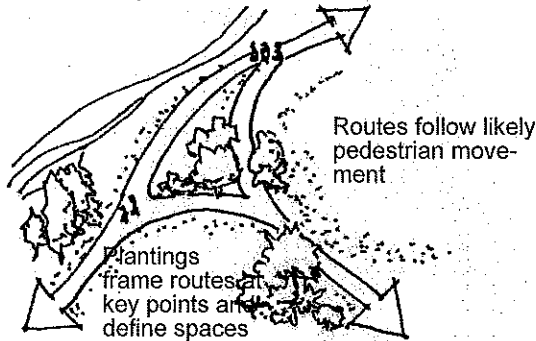 Routes follow likely
pedestrian move-
ment
Plantings
frame routes at
key points and
define spaces